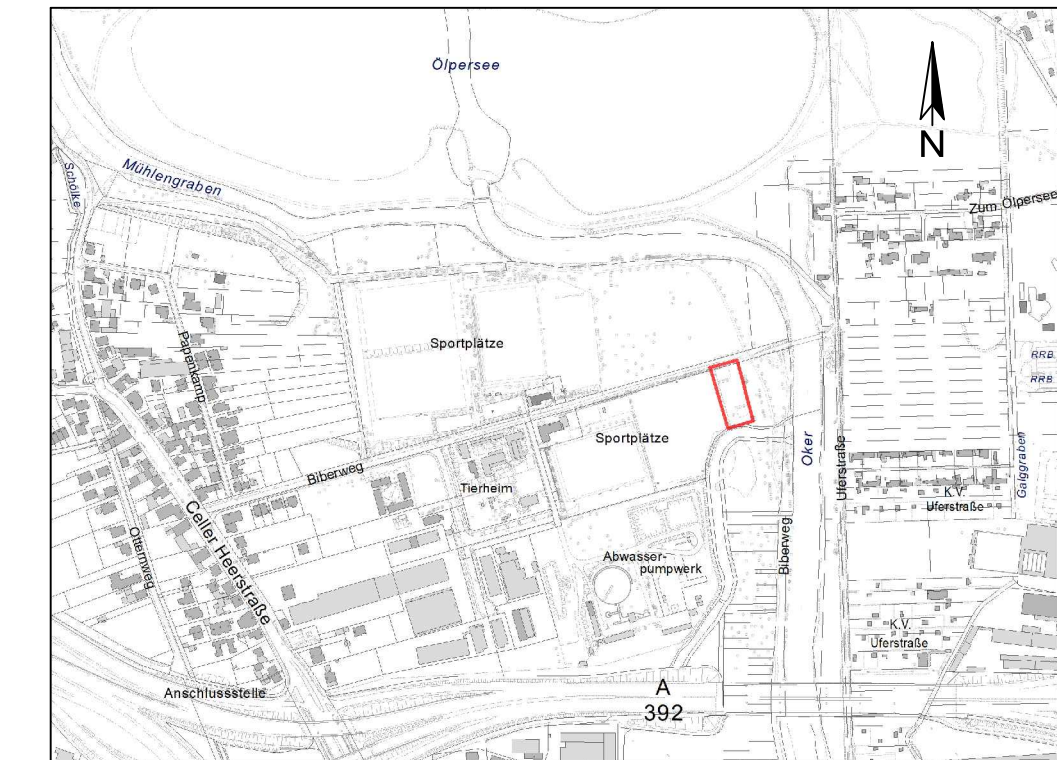 Ölpersee
N
Mühlengraben
Schölke
Zum Ölpersee
Papenkamp
Sportplätze
RRB
RRB
Sportplätze
Oker
Uferstraße
Galggraben
Biberweg
Tierheim
K.V.
Uferstraße
Celler Heerstraße
Otternweg
Biberweg
Abwasser-
pumpwerk
K.V.
Uferstraße
Anschlussstelle
A
392